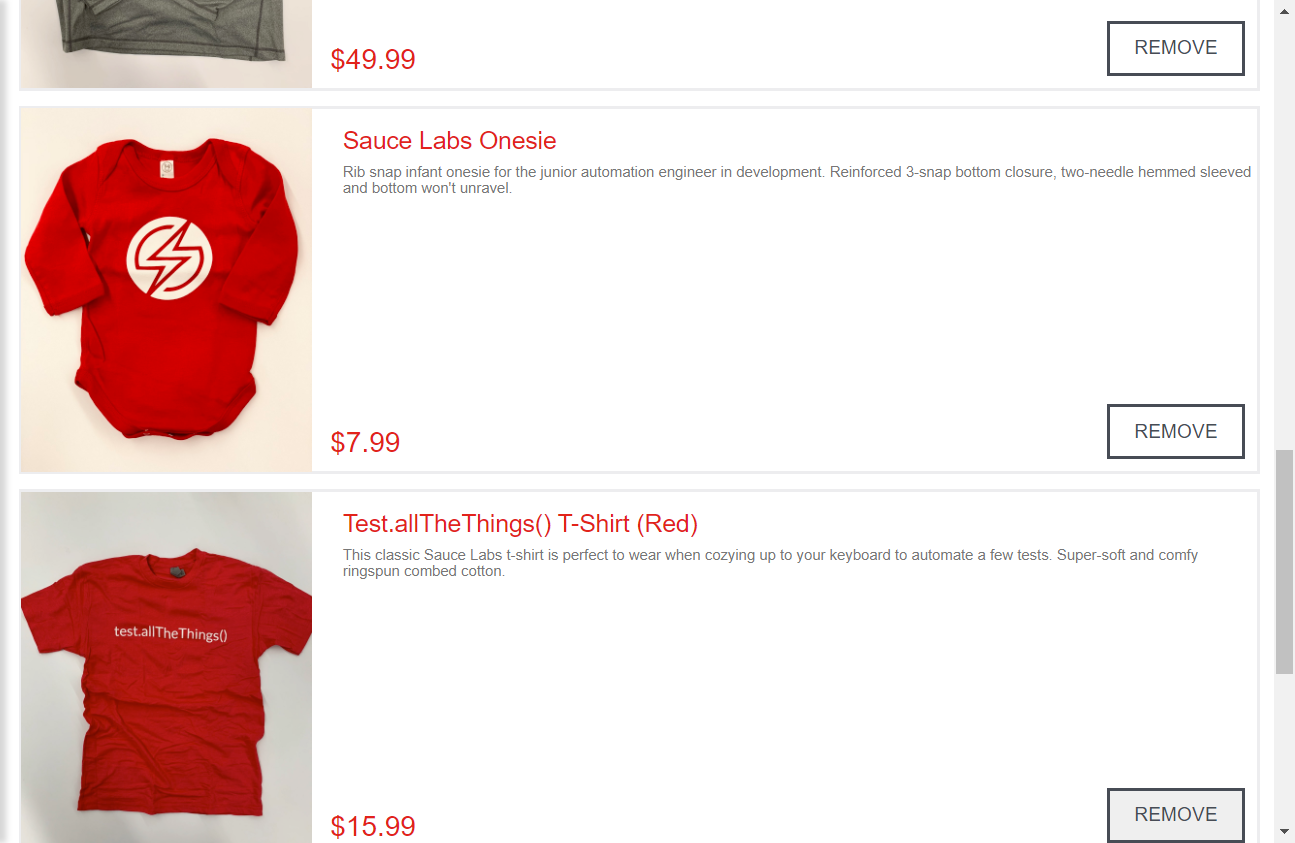 $49.99
REMOVE
Sauce Labs Onesie
Rib snap infant onesie for the junior automation engineer in development. Reinforced 3-snap bottom closure, two-needle hemmed sleeved
and bottom won't unravel.
$7.99
REMOVE
Test.allTheThings() T-Shirt (Red)
This classic Sauce Labs t-shirt is perfect to wear when cozying up to your keyboard to automate a few tests. Super-soft and comfy
ringspun combed cotton.
test.allTheThings()
$15.99
REMOVE